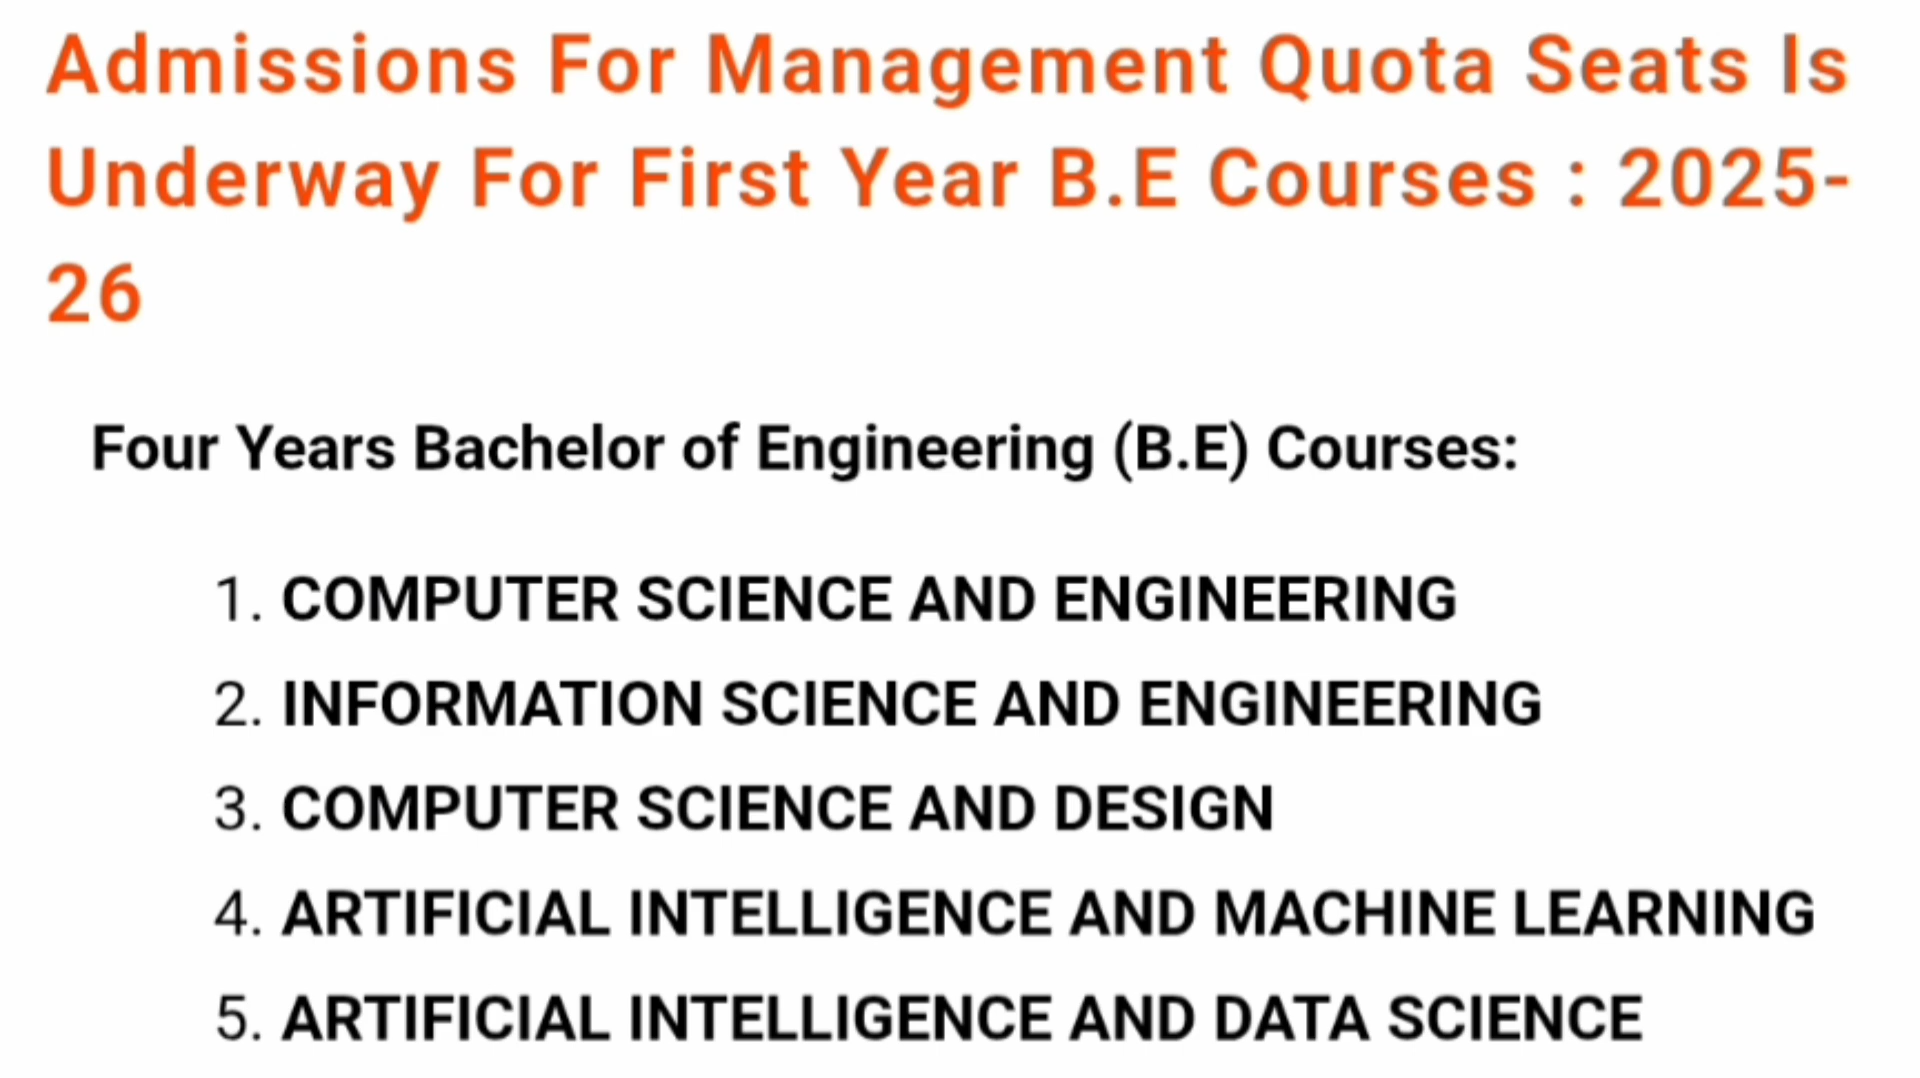 Admissions For Management Quota Seats Is
Underway For First Year B.E Courses : 2025-
26
Four Years Bachelor of Engineering (B.E) Courses:
1. COMPUTER SCIENCE AND ENGINEERING
2. INFORMATION SCIENCE AND ENGINEERING
3. COMPUTER SCIENCE AND DESIGN
4. ARTIFICIAL INTELLIGENCE AND MACHINE LEARNING
5. ARTIFICIAL INTELLIGENCE AND DATA SCIENCE